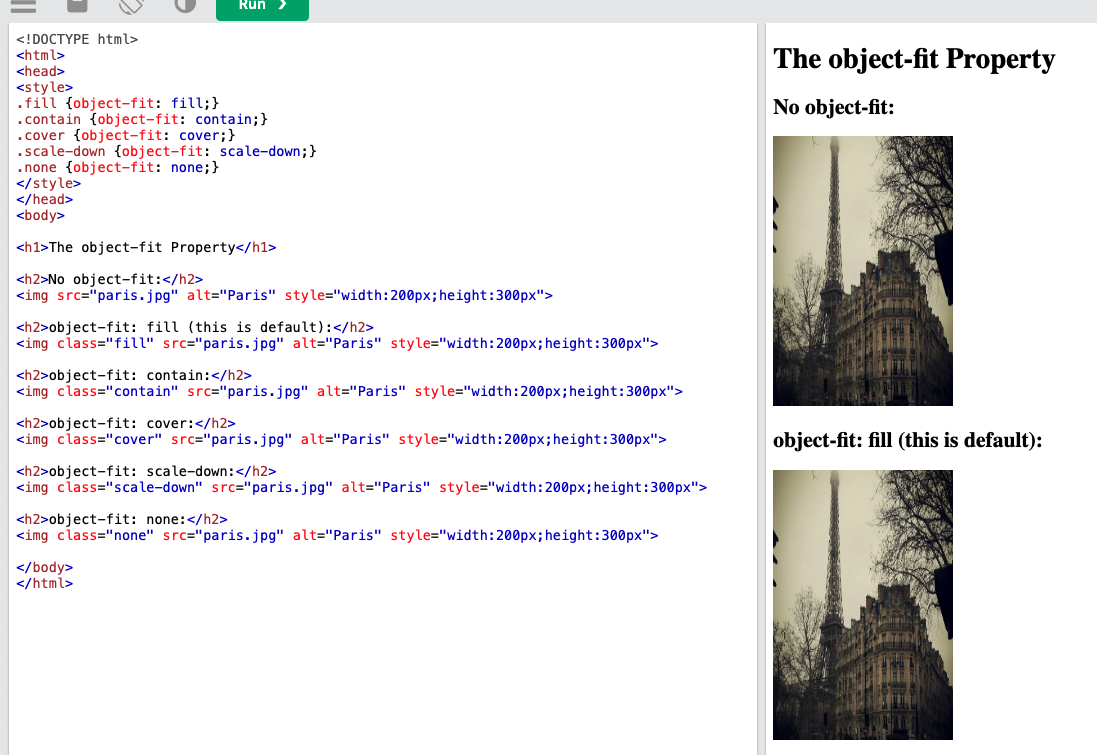 Run ❯
<!DOCTYPE html>
<html>
<head>
<style>
.fill {object-fit: fill;}
.contain {object-fit: contain;}
.cover {object-fit: cover;}
.scale-down {object-fit: scale-down;}
.none {object-fit: none;}
</style>
</head>
<body>
<h1>The object-fit Property</h1>
<h2>No object-fit:</h2>
<img src="paris.jpg" alt="Paris" style="width:200px;height:300px">
<h2>object-fit: fill (this is default):</h2>
<img class="fill" src="paris.jpg" alt="Paris" style="width:200px;height:300px">
<h2>object-fit: contain:</h2>
<img class="contain" src="paris.jpg" alt="Paris" style="width:200px;height:300px">
<h2>object-fit: cover:</h2>
<img class="cover" src="paris.jpg" alt="Paris" style="width:200px;height:300px">
<h2>object-fit: scale-down:</h2>
<img class="scale-down" src="paris.jpg" alt="Paris" style="width:200px;height:300px">
<h2>object-fit: none:</h2>
<img class="none" src="paris.jpg" alt="Paris" style="width:200px;height:300px">
</body>
</html>
The object-fit Property
No object-fit:
object-fit: fill (this is default):